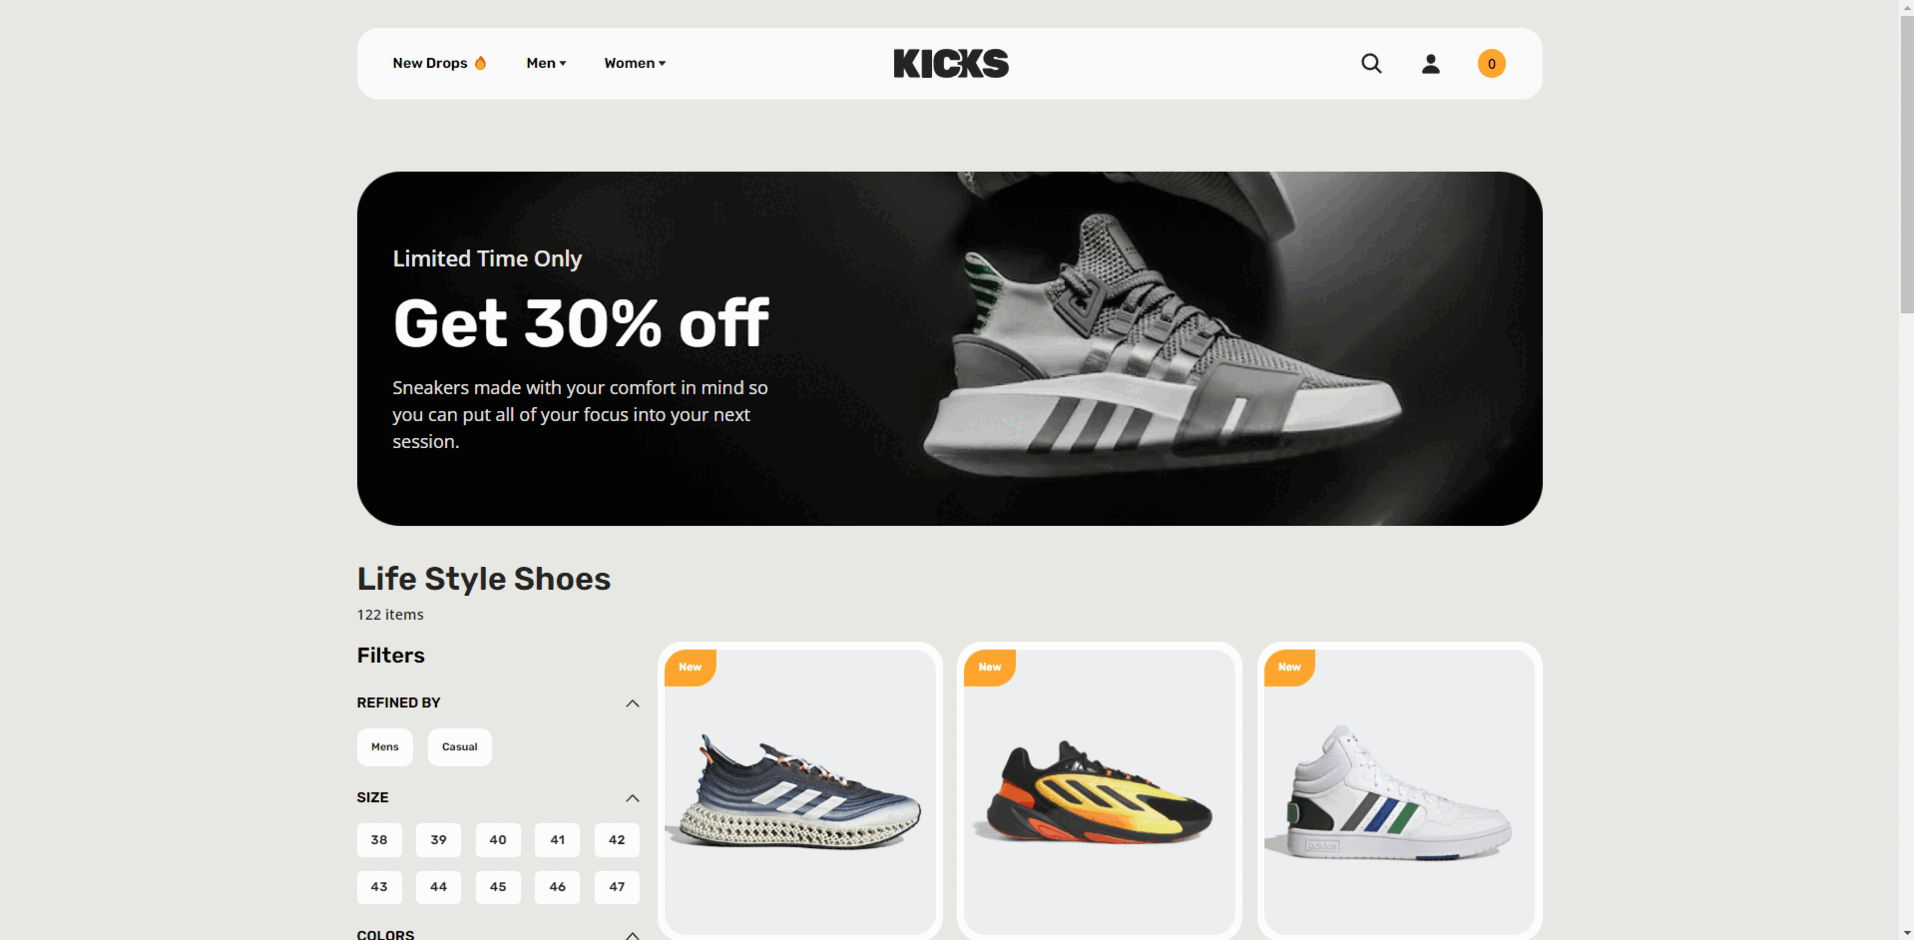 New Drops 🔥 Men Women KICKS 0
Limited Time Only
Get 30% off
Sneakers made with your comfort in mind so
you can put all of your focus into your next
session.
Life Style Shoes
122 items
Filters
REFINED BY
Mens Casual
SIZE
38 39 40 41 42
43 44 45 46 47
COLORS
New New New